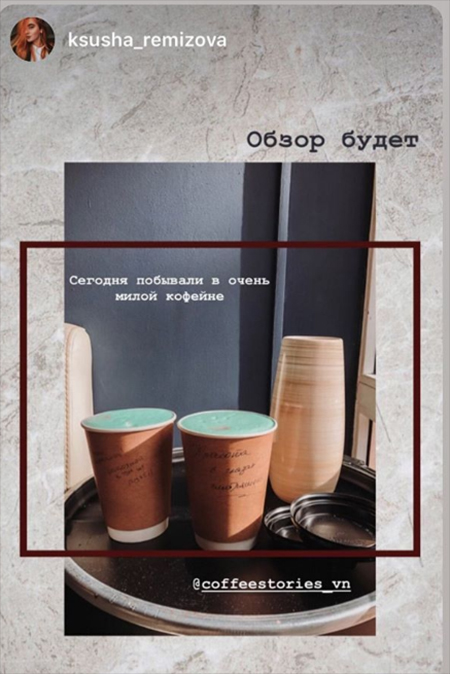 ksusha_remizova
Обзор будет
Сегодня побывали в очень
милой кофейне
@coffeestories_vn